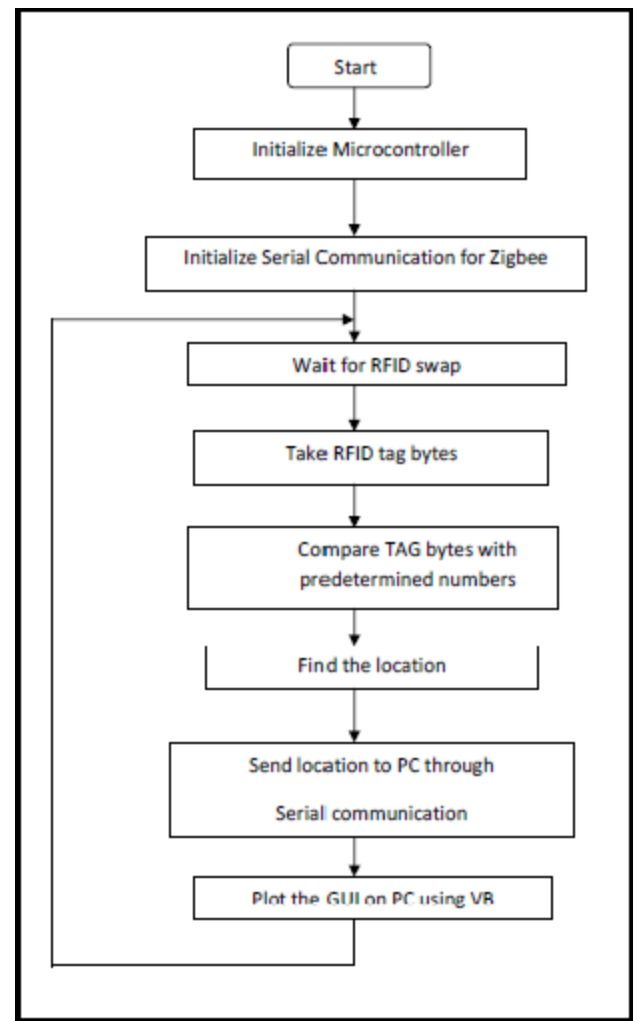 Start
Initialize Microcontroller
Initialize Serial Communication for Zigbee
Wait for RFID swap
Take RFID tag bytes
Compare TAG bytes with
predetermined numbers
Find the location
Send location to PC through
Serial communication
Plot the GUI on PC using VB